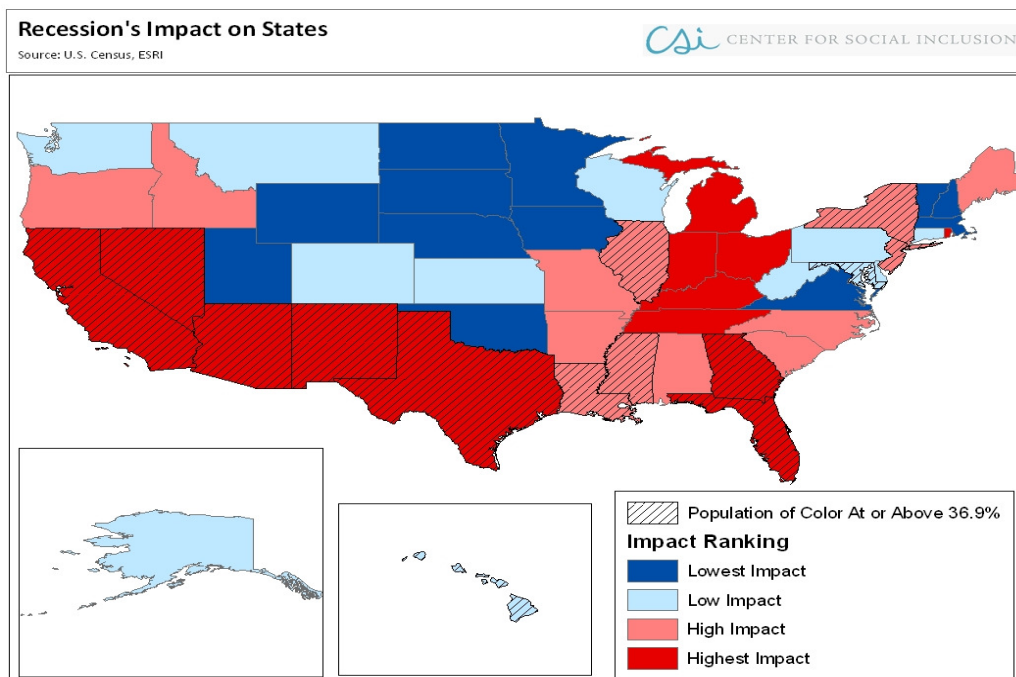 Recession's Impact on States
Source: U.S. Census, ESRI
csi CENTER FOR SOCIAL INCLUSION
Population of Color At or Above 36.9%
Impact Ranking
Lowest Impact
Low Impact
High Impact
Highest Impact